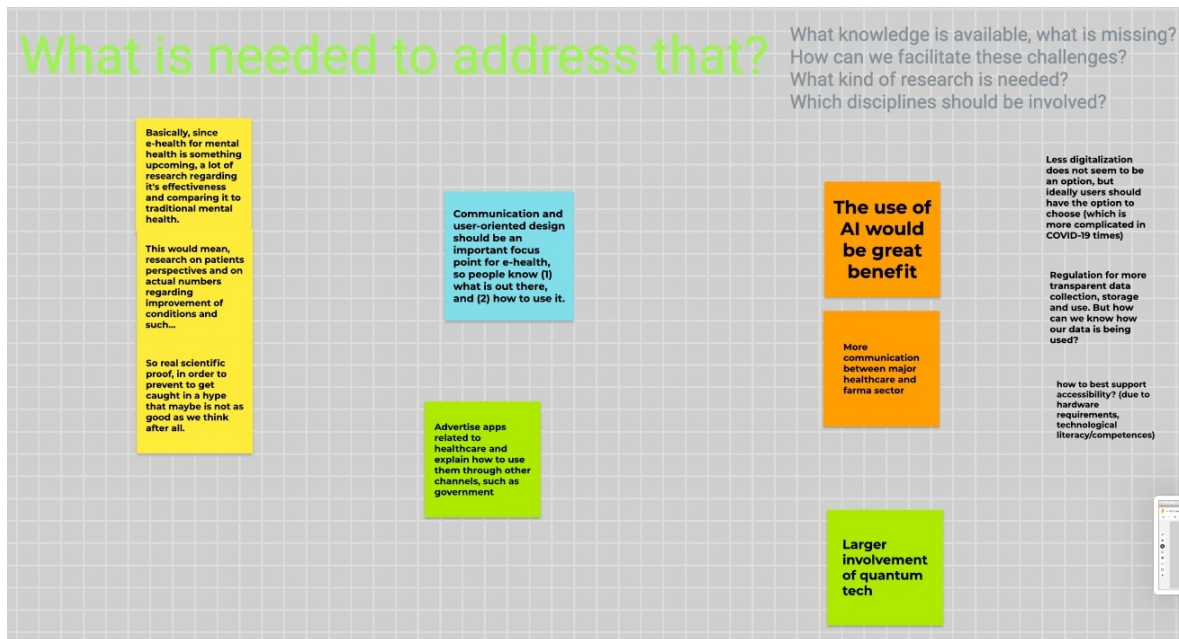 What is needed to address that?
What knowledge is available, what is missing?
How can we facilitate these challenges?
What kind of research is needed?
Which disciplines should be involved?
Basically, since
e-health for mental
health is something
upcoming, a lot of
research regarding
it's effectiveness
and comparing it to
traditional mental
health.
This would mean,
research on patients
perspectives and on
actual numbers
regarding
improvement of
conditions and
such...
So real scientific
proof, in order to
prevent to get
caught in a hype
that maybe is not as
good as we think
after all.
Communication and
user-oriented design
should be an
important focus
point for e-health,
so people know (1)
what is out there,
and (2) how to use it.
Advertise apps
related to
healthcare and
explain how to use
them through other
channels, such as
government
The use of
AI would
be great
benefit
More
communication
between major
healthcare and
farma sector
Larger
involvement
of quantum
tech
Less digitalization
does not seem to be
an option, but
ideally users should
have the option to
choose (which is
more complicated in
COVID-19 times)
Regulation for more
transparent data
collection, storage
and use. But how
can we know how
our data is being
used?
how to best support
accessibility? (due to
hardware
requirements,
technological
literacy/competences)